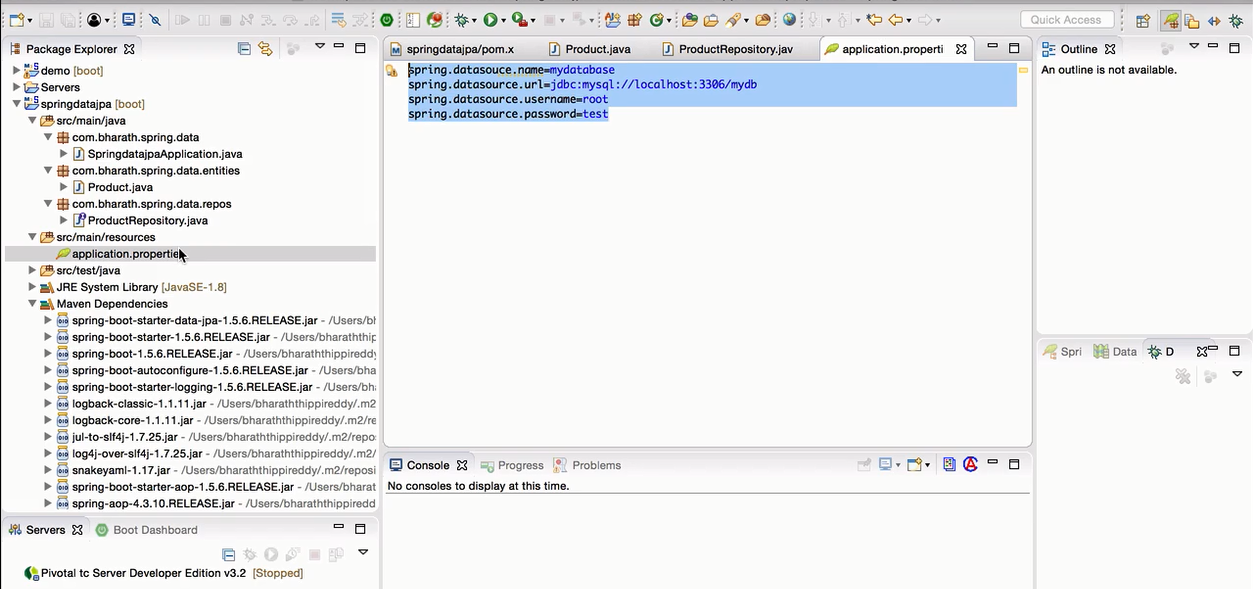 Quick Access
Package Explorer
demo [boot]
Servers
springdatajpa [boot]
src/main/java
com.bharath.spring.data
SpringdatajpaApplication.java
com.bharath.spring.data.entities
Product.java
com.bharath.spring.data.repos
ProductRepository.java
src/main/resources
application.propertie
src/test/java
JRE System Library [JavaSE-1.8]
Maven Dependencies
spring-boot-starter-data-jpa-1.5.6.RELEASE.jar - /Users/bh
spring-boot-starter-1.5.6.RELEASE.jar - /Users/bharaththip
spring-boot-1.5.6.RELEASE.jar - /Users/bharaththippireddy
spring-boot-autoconfigure-1.5.6.RELEASE.jar - /Users/bhar
spring-boot-starter-logging-1.5.6.RELEASE.jar - /Users/bha
logback-classic-1.1.11.jar - /Users/bharaththippireddy/.m2
logback-core-1.1.11.jar - /Users/bharaththippireddy/.m2/re
jul-to-slf4j-1.7.25.jar - /Users/bharaththippireddy/.m2/repo
log4j-over-slf4j-1.7.25.jar - /Users/bharaththippireddy/.m2
snakeyaml-1.17.jar - /Users/bharaththippireddy/.m2/reposi
spring-boot-starter-aop-1.5.6.RELEASE.jar - /Users/bharat
spring-aop-4.3.10.RELEASE.jar - /Users/bharaththippiredd
springdatajpa/pom.x
Product.java
ProductRepository.jav
application.properti
spring.datasouce.name=mydatabase
spring.datasource.url=jdbc:mysql://localhost:3306/mydb
spring.datasource.username=root
spring.datasource.password=test
Outline
An outline is not available.
Spri
Data
D
Console
Progress
Problems
No consoles to display at this time.
Servers
Boot Dashboard
Pivotal tc Server Developer Edition v3.2 [Stopped]